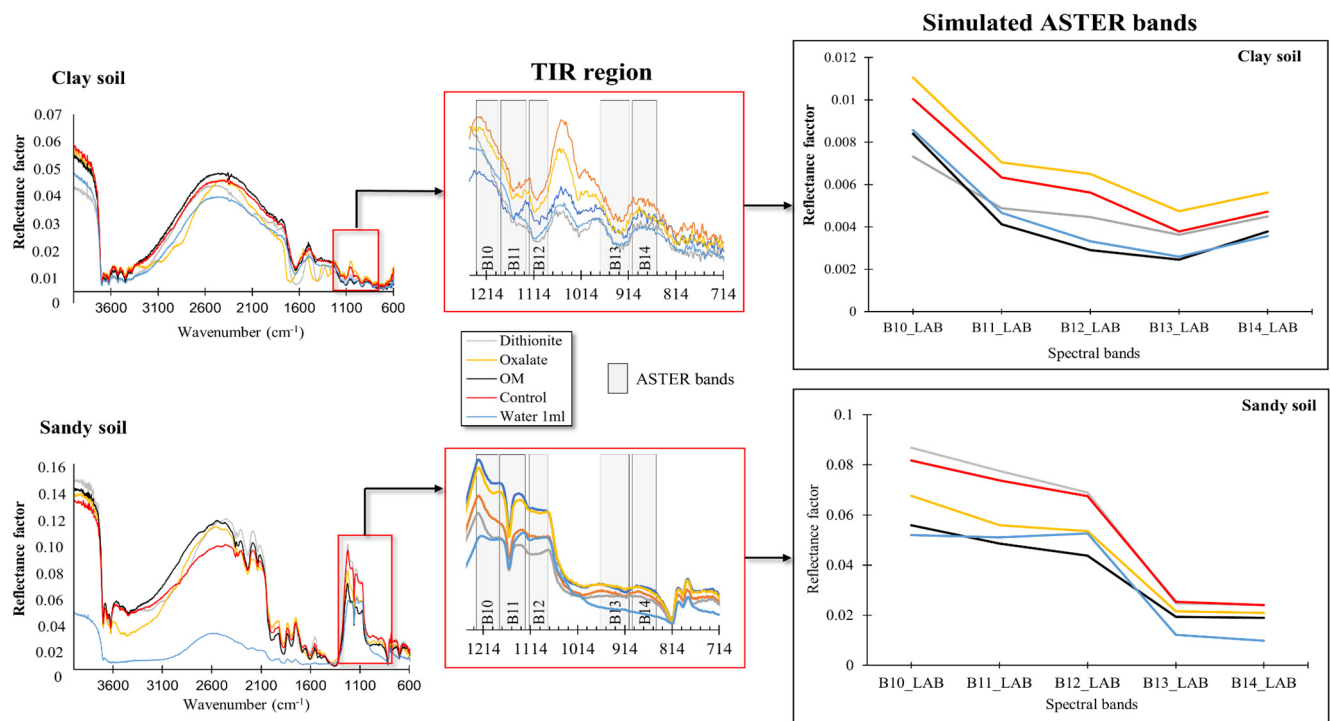 Simulated ASTER bands
TIR region
Clay soil
Reflectance factor
0.07
0.06
0.05
0.04
0.03
0.02
0.01
0
3600 3100 2600 2100 1600 1100 600
Wavenumber (cm⁻¹)
B10 B11 B12 B13 B14
1214 1114 1014 914 814 714
Clay soil
Reflectance facctor
0.012
0.01
0.008
0.006
0.004
0.002
0
B10_LAB B11_LAB B12_LAB B13_LAB B14_LAB
Spectral bands
Dithionite
Oxalate
OM
Control
Water 1ml
ASTER bands
Sandy soil
Reflectance factor
0.16
0.14
0.12
0.10
0.08
0.06
0.04
0.02
0
3600 3100 2600 2100 1600 1100 600
Wavenumber (cm⁻¹)
B10 B11 B12 B13 B14
1214 1114 1014 914 814 714
Sandy soil
Reflectance factor
0.1
0.08
0.06
0.04
0.02
0
B10_LAB B11_LAB B12_LAB B13_LAB B14_LAB
Spectral bands